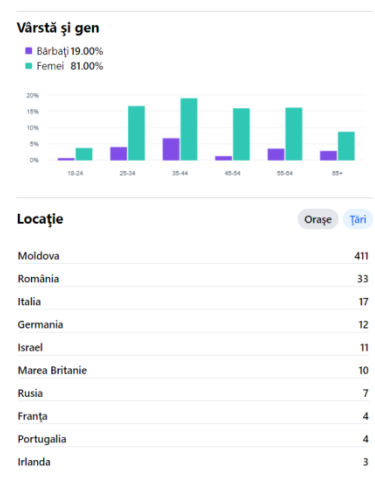 Vârstă și gen
Bărbați 19.00%
Femei 81.00%
20%
15%
10%
5%
0%
18-24 25-34 35-44 45-54 55-64 65+
Locație Orașe Țări
Moldova 411
România 33
Italia 17
Germania 12
Israel 11
Marea Britanie 10
Rusia 7
Franța 4
Portugalia 4
Irlanda 3